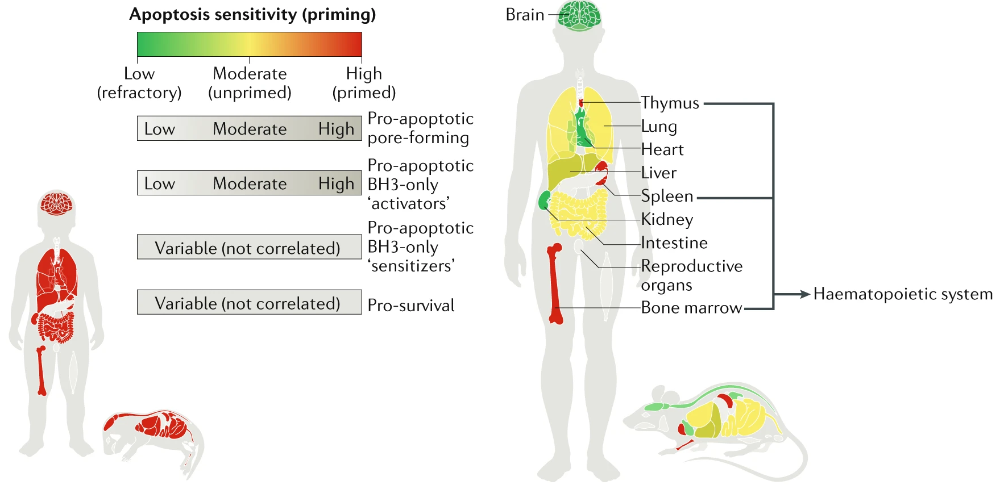 Apoptosis sensitivity (priming)
Low
(refractory)
Moderate
(unprimed)
High
(primed)
Low Moderate High
Pro-apoptotic
pore-forming
Low Moderate High
Pro-apoptotic
BH3-only
‘activators’
Variable (not correlated)
Pro-apoptotic
BH3-only
‘sensitizers’
Variable (not correlated)
Pro-survival
Brain
Thymus
Lung
Heart
Liver
Spleen
Kidney
Intestine
Reproductive
organs
Bone marrow
Haematopoietic system